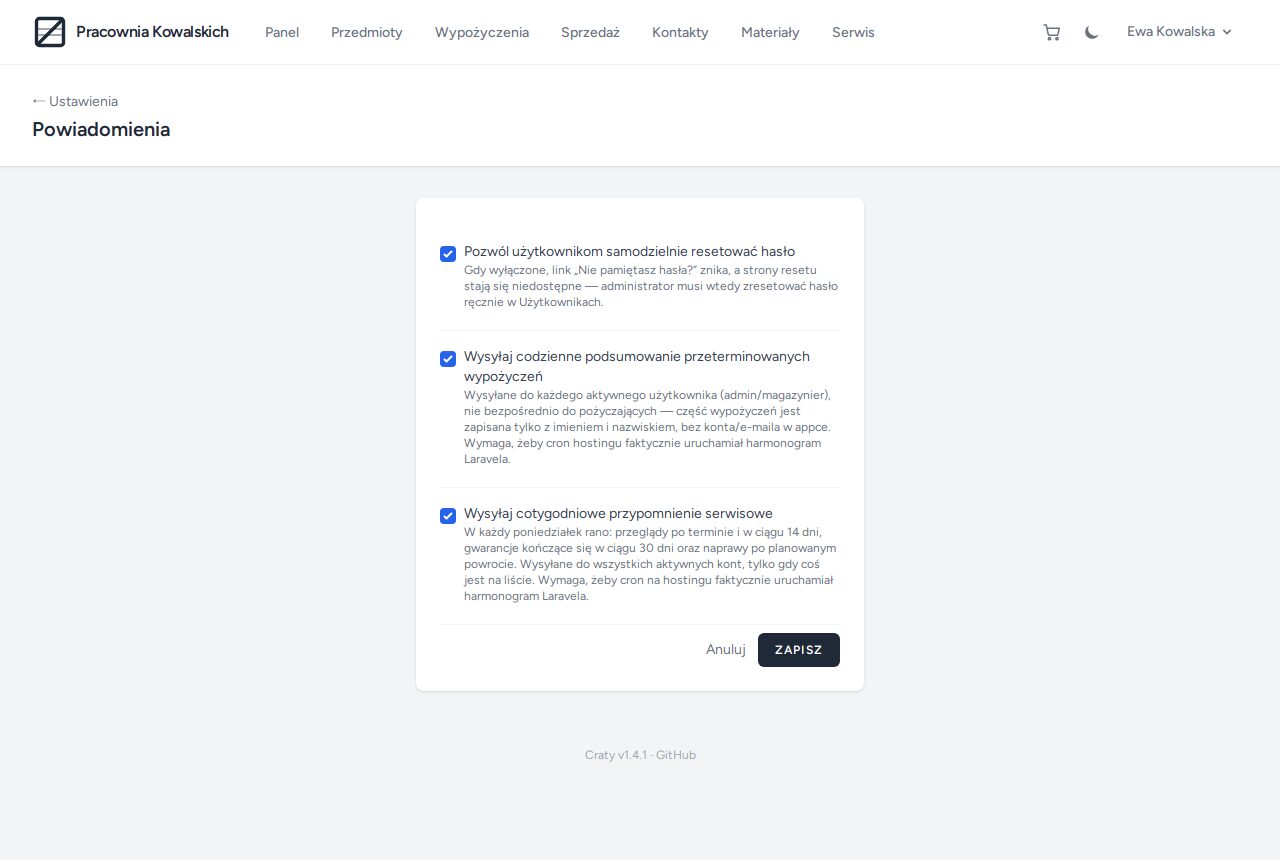 Pracownia Kowalskich
Panel
Przedmioty
Wypożyczenia
Sprzedaż
Kontakty
Materiały
Serwis
Ewa Kowalska
← Ustawienia
Powiadomienia
Pozwól użytkownikom samodzielnie resetować hasło
Gdy wyłączone, link „Nie pamiętasz hasła?” znika, a strony resetu
stają się niedostępne — administrator musi wtedy zresetować hasło
ręcznie w Użytkownikach.
Wysyłaj codzienne podsumowanie przeterminowanych
wypożyczeń
Wysyłane do każdego aktywnego użytkownika (admin/magazynier),
nie bezpośrednio do pożyczających — część wypożyczeń jest
zapisana tylko z imieniem i nazwiskiem, bez konta/e-maila w appce.
Wymaga, żeby cron hostingu faktycznie uruchamiał harmonogram
Laravela.
Wysyłaj cotygodniowe przypomnienie serwisowe
W każdy poniedziałek rano: przeglądy po terminie i w ciągu 14 dni,
gwarancje kończące się w ciągu 30 dni oraz naprawy po planowanym
powrocie. Wysyłane do wszystkich aktywnych kont, tylko gdy coś
jest na liście. Wymaga, żeby cron na hostingu faktycznie uruchamiał
harmonogram Laravela.
Anuluj
ZAPISZ
Craty v1.4.1 · GitHub